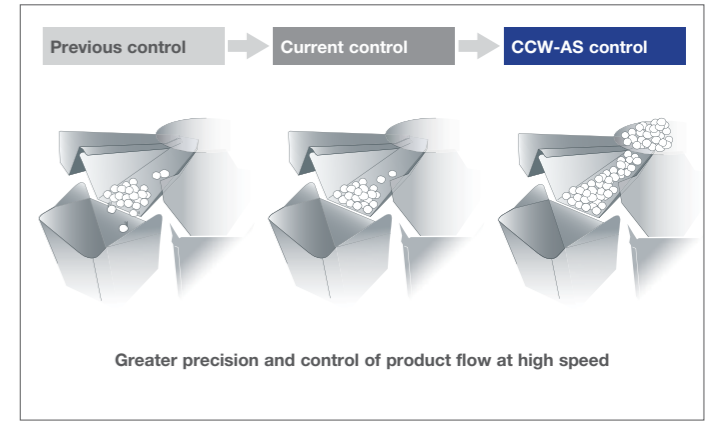 Previous control
Current control
CCW-AS control
Greater precision and control of product flow at high speed